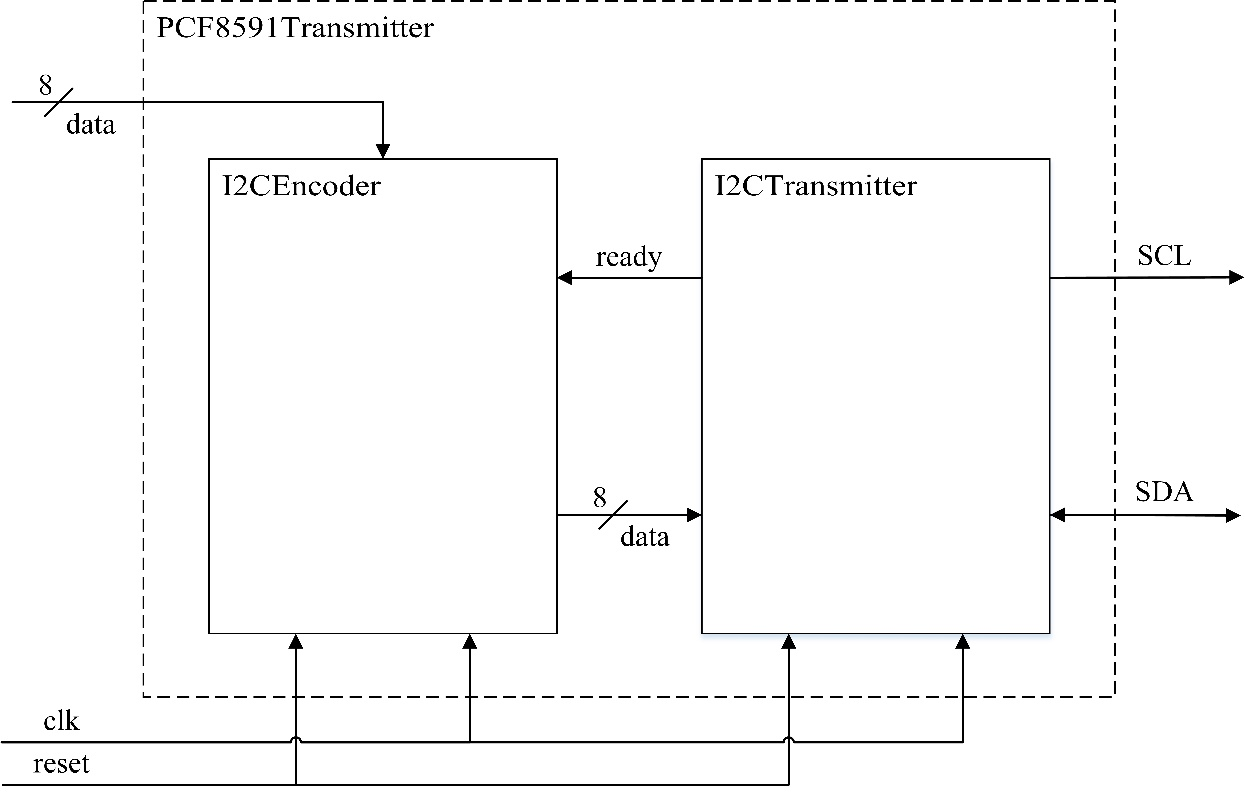 PCF8591Transmitter
8
data
I2CEncoder
I2CTransmitter
ready
SCL
8
data
SDA
clk
reset